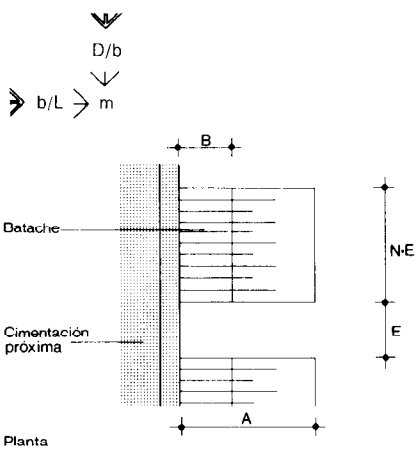 D/b
b/L m
B
Batache
N·E
Cimentación
próxima
E
A
Planta